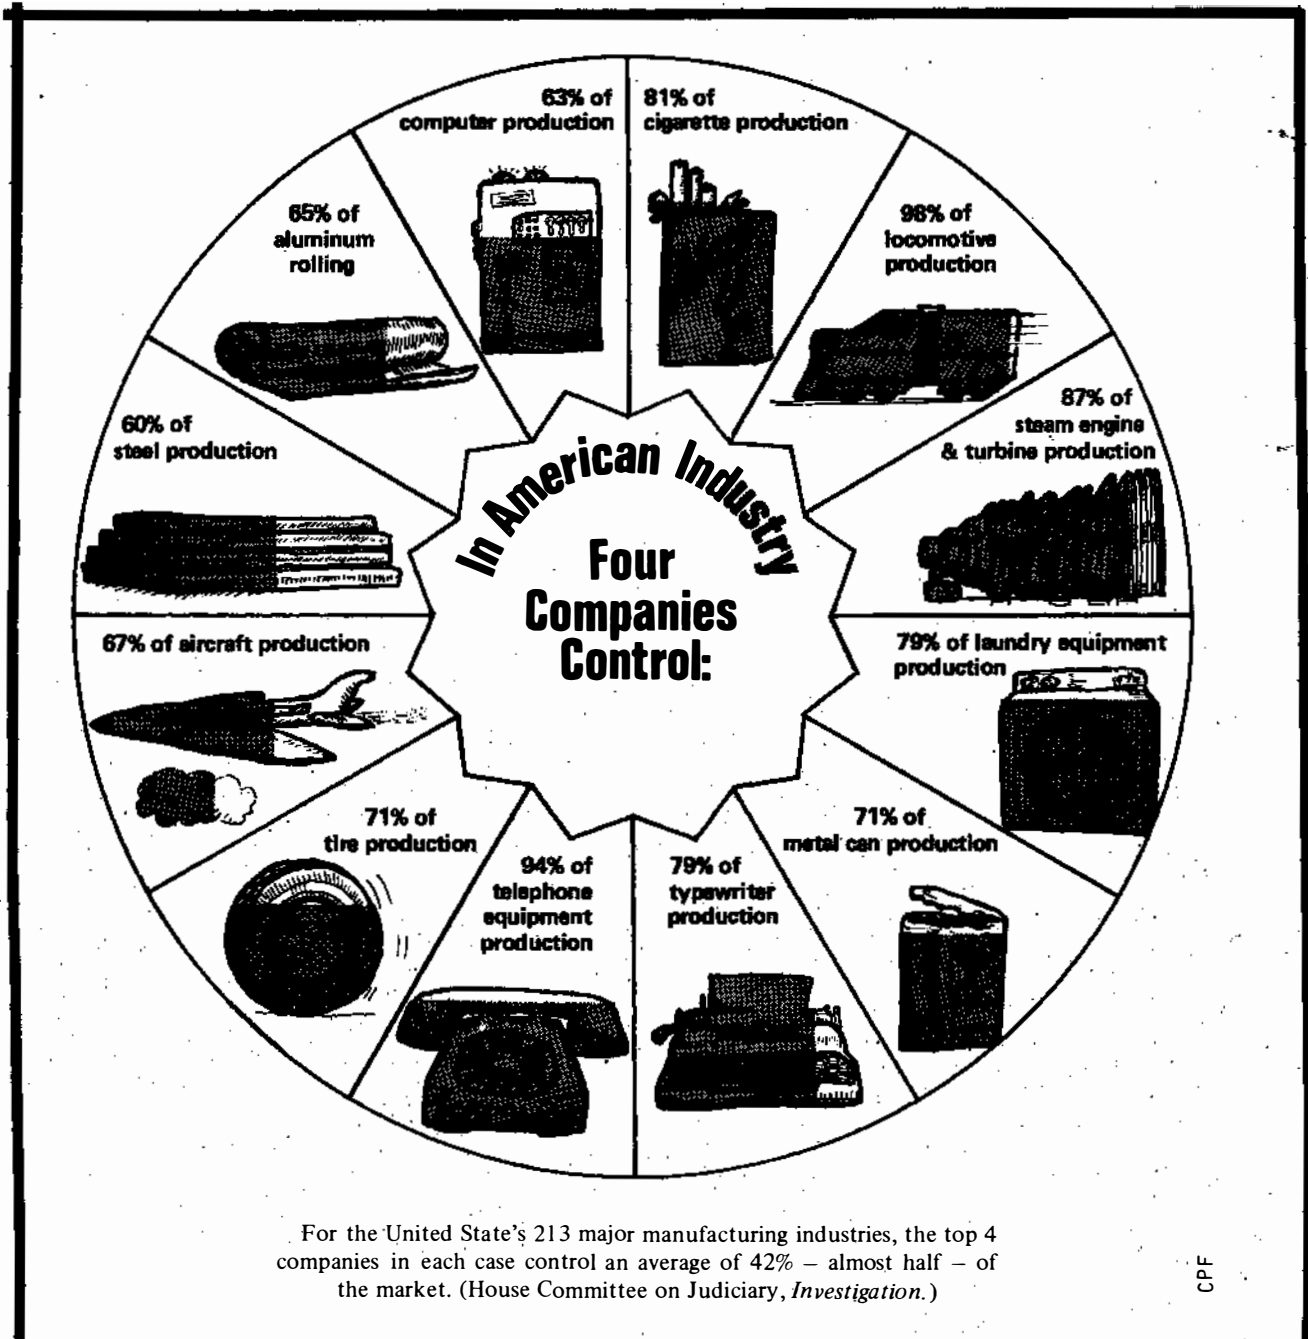 63% of
computer production
81% of
cigarette production
98% of
locomotive
production
87% of
steam engine
& turbine production
79% of laundry equipment
production
71% of
metal can production
79% of
typewriter
production
94% of
telephone
equipment
production
71% of
tire production
67% of aircraft production
60% of
steel production
65% of
aluminum
rolling
In American Industry
Four
Companies
Control:
For the United State's 213 major manufacturing industries, the top 4
companies in each case control an average of 42% – almost half – of
the market. (House Committee on Judiciary, Investigation.)
CPF